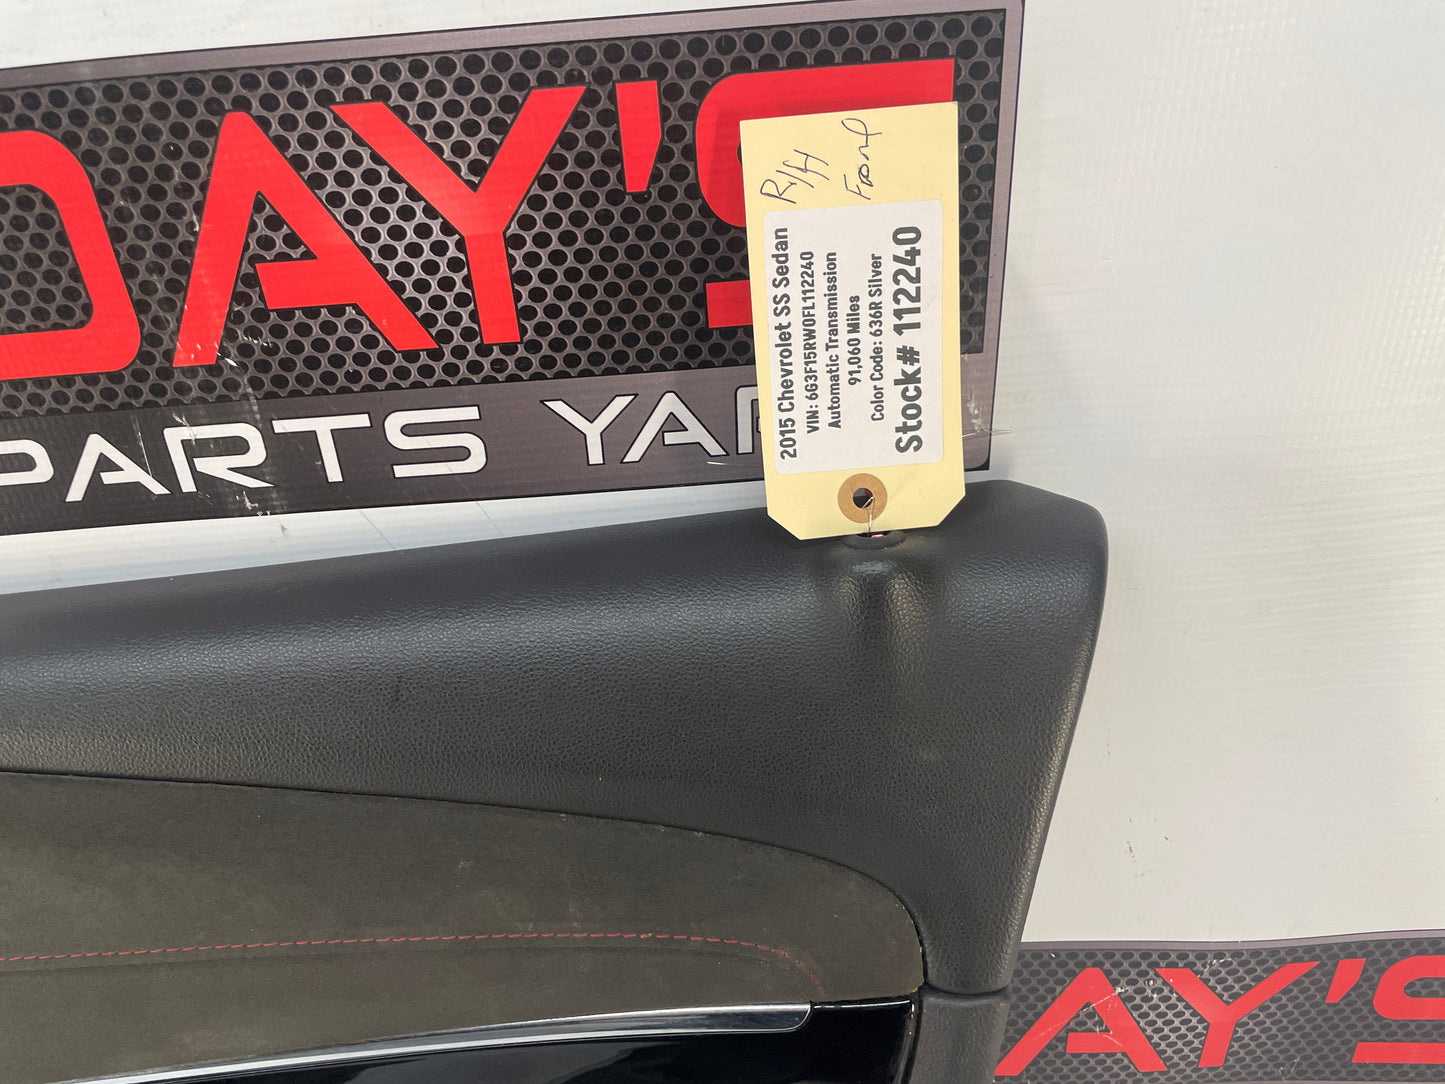 DAY'S
PARTS YAR
R/H
Front
2015 Chevrolet SS Sedan
VIN: 6G3F15RW0FL112240
Automatic Transmission
91,060 Miles
Color Code: 636R Silver
Stock# 112240
AY'S